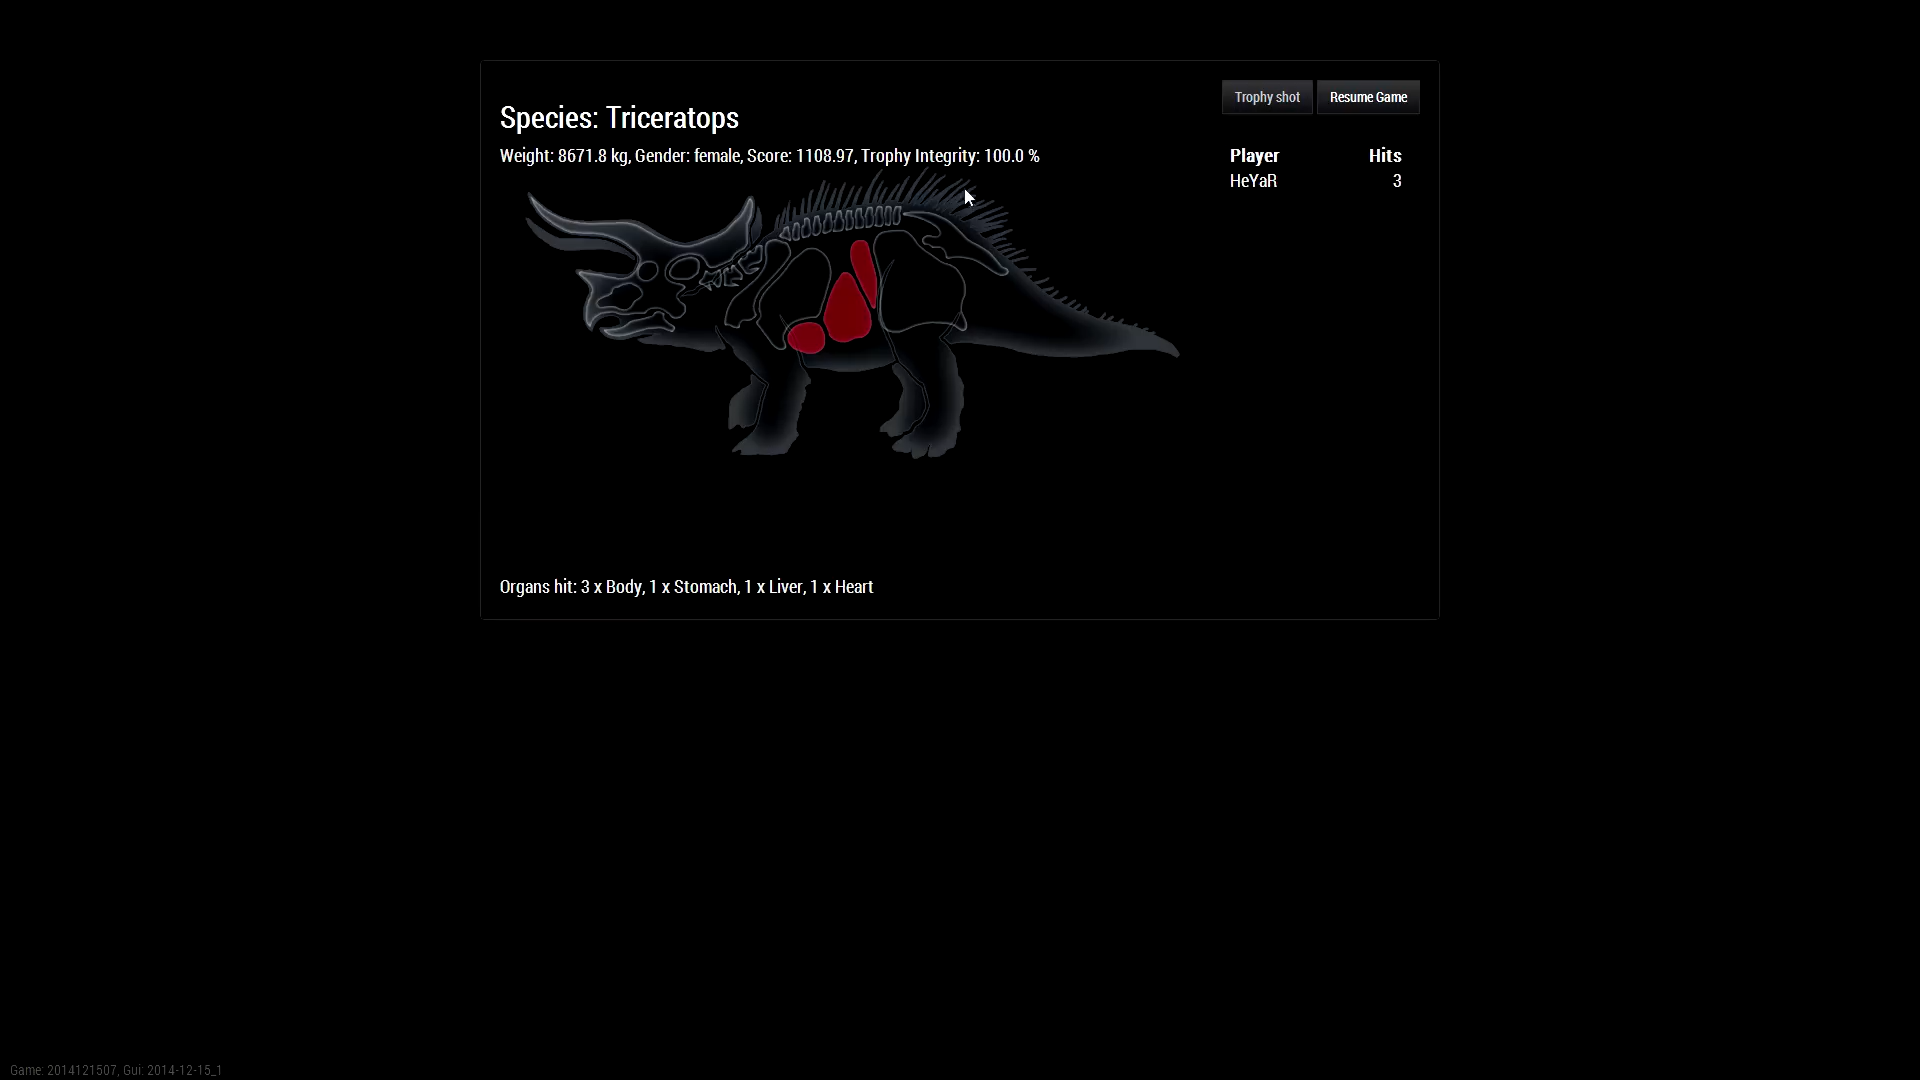 Trophy shot
Resume Game
Species: Triceratops
Weight: 8671.8 kg, Gender: female, Score: 1108.97, Trophy Integrity: 100.0 %
Player Hits
HeYaR 3
Organs hit: 3 x Body, 1 x Stomach, 1 x Liver, 1 x Heart
Game: 2014121507, Gui: 2014-12-15_1